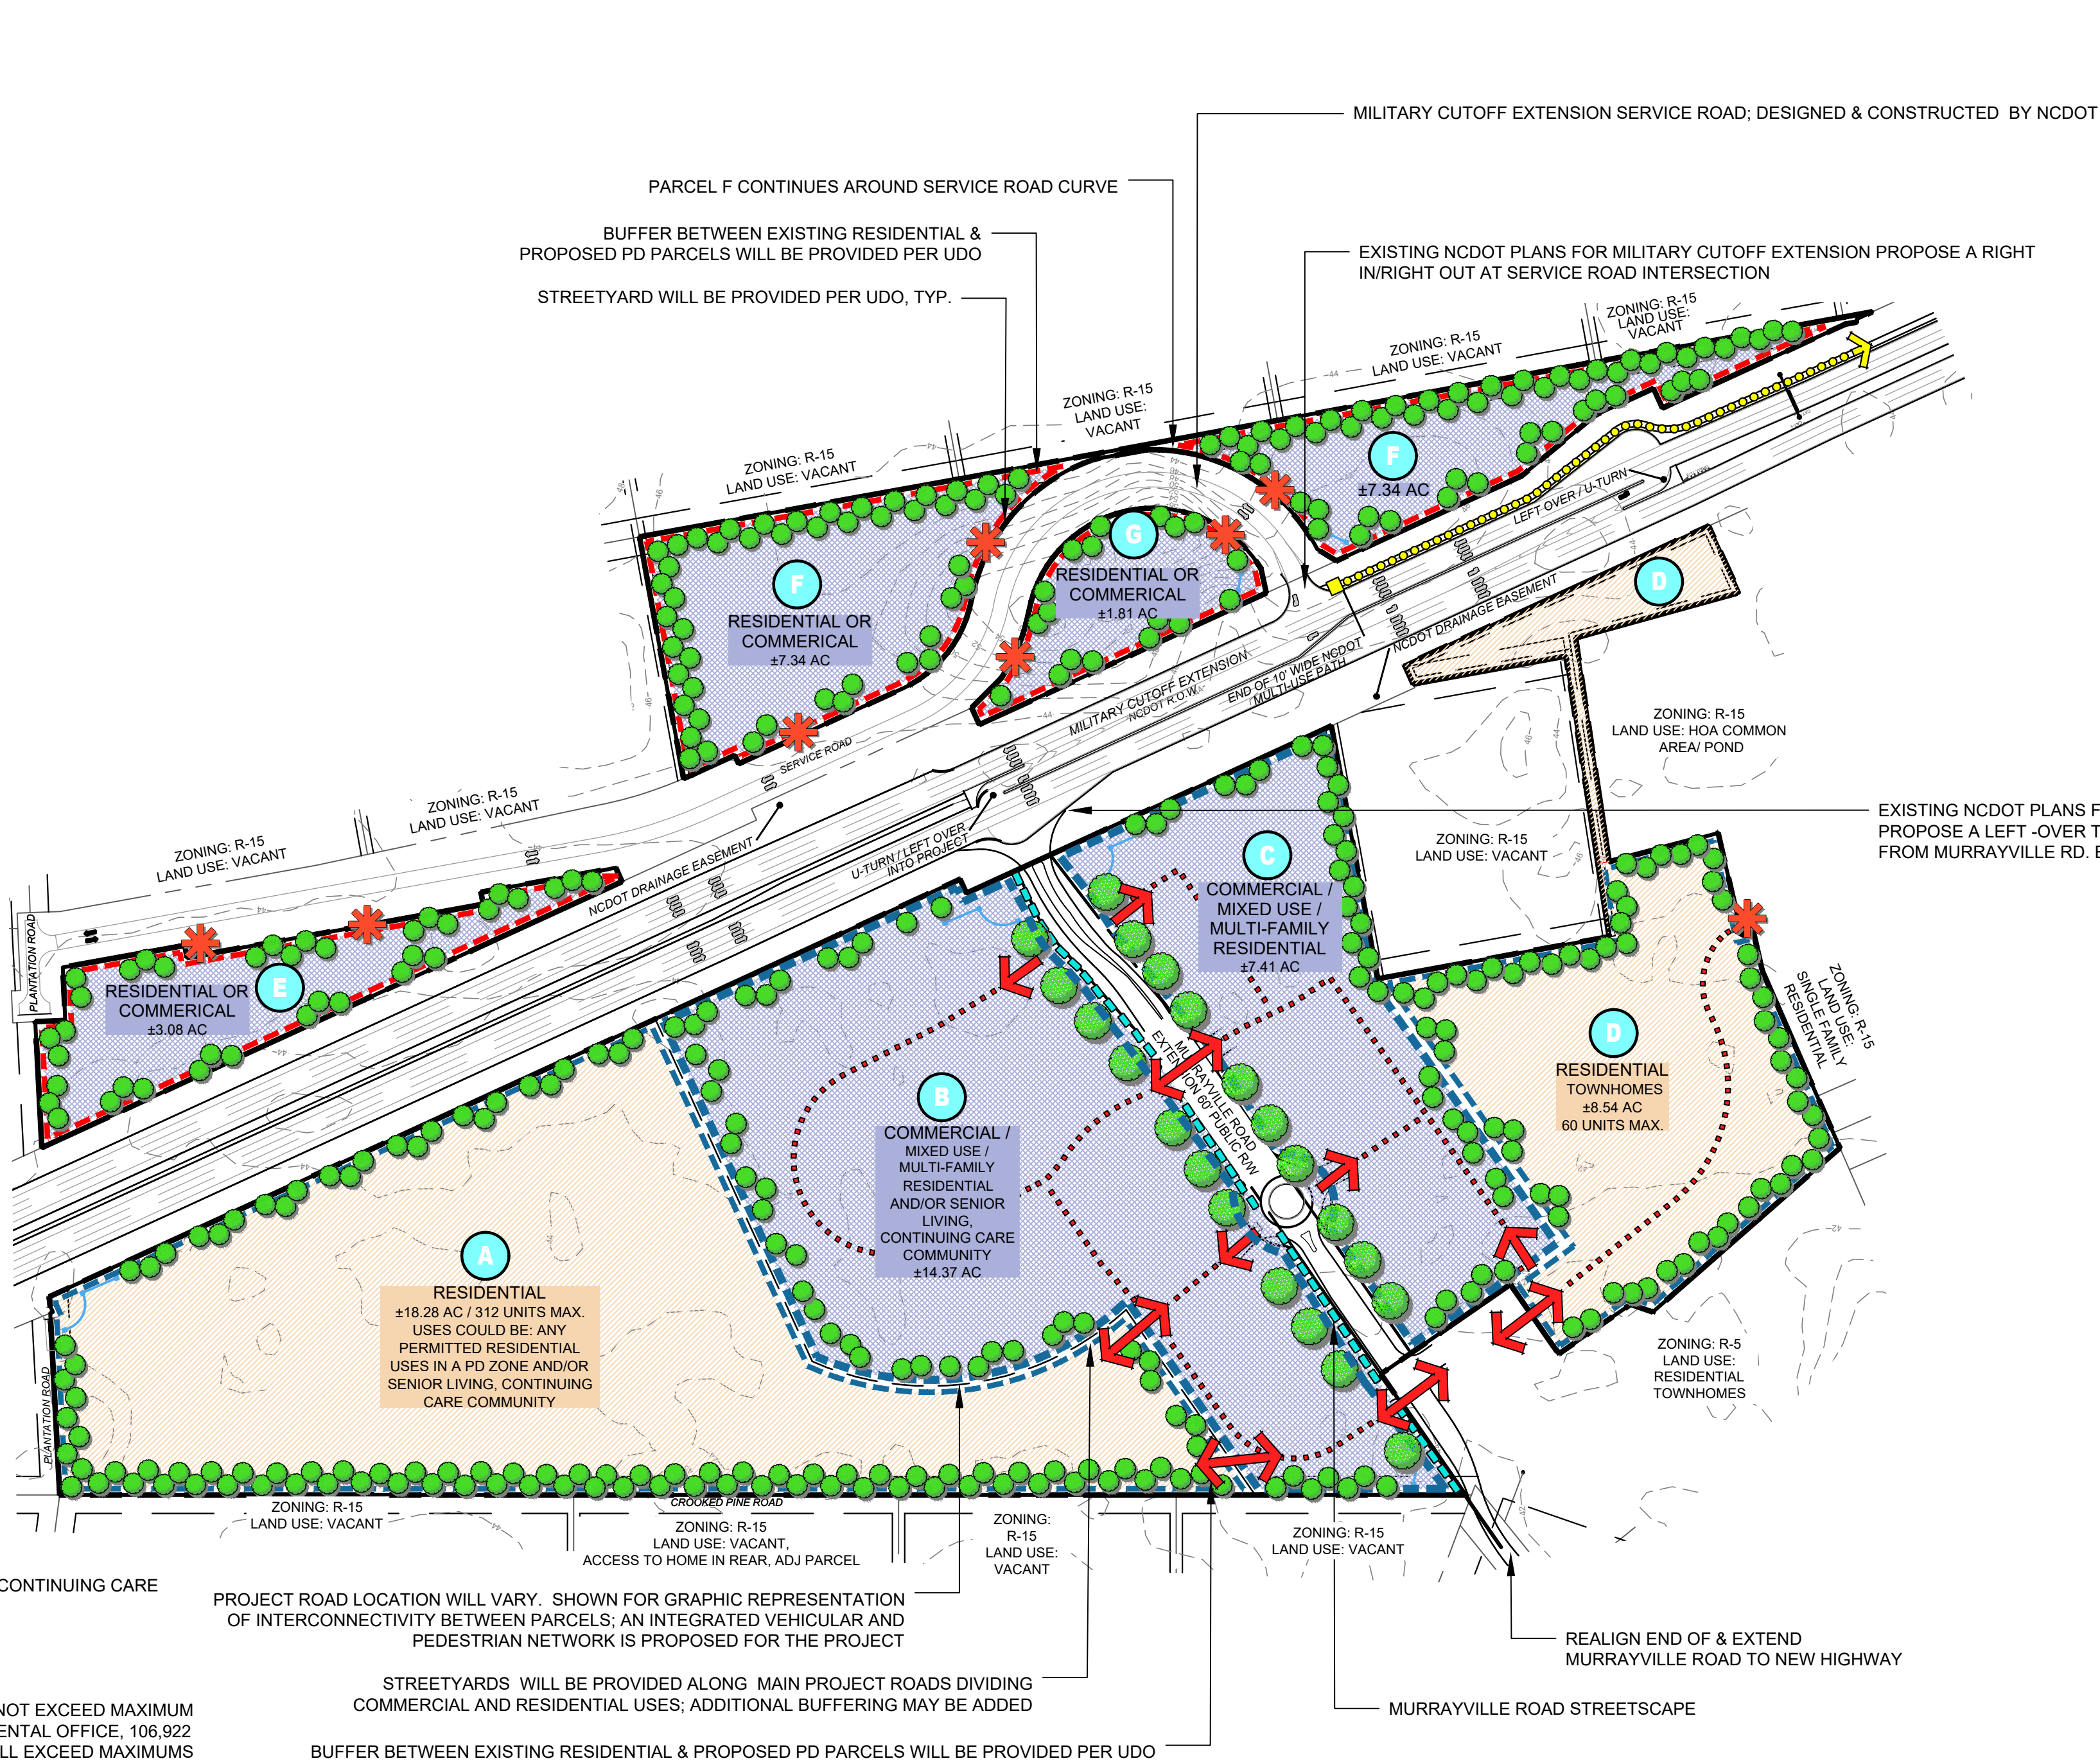 MILITARY CUTOFF EXTENSION SERVICE ROAD; DESIGNED & CONSTRUCTED BY NCDOT
PARCEL F CONTINUES AROUND SERVICE ROAD CURVE
BUFFER BETWEEN EXISTING RESIDENTIAL &
PROPOSED PD PARCELS WILL BE PROVIDED PER UDO
EXISTING NCDOT PLANS FOR MILITARY CUTOFF EXTENSION PROPOSE A RIGHT
IN/RIGHT OUT AT SERVICE ROAD INTERSECTION
STREETYARD WILL BE PROVIDED PER UDO, TYP.
ZONING: R-15
LAND USE:
VACANT
ZONING: R-15
LAND USE: VACANT
ZONING: R-15
LAND USE:
VACANT
ZONING: R-15
LAND USE: VACANT
F
±7.34 AC
LEFT OVER / U-TURN
G
RESIDENTIAL OR
COMMERICAL
±1.81 AC
F
RESIDENTIAL OR
COMMERICAL
±7.34 AC
D
NCDOT DRAINAGE EASEMENT
END OF 10' WIDE NCDOT
MULTI-USE PATH
MILITARY CUTOFF EXTENSION
NCDOT R.O.W.
SERVICE ROAD
ZONING: R-15
LAND USE: HOA COMMON
AREA/ POND
ZONING: R-15
LAND USE: VACANT
ZONING: R-15
LAND USE: VACANT
NCDOT DRAINAGE EASEMENT
U-TURN / LEFT OVER
INTO PROJECT
EXISTING NCDOT PLANS F
PROPOSE A LEFT -OVER T
FROM MURRAYVILLE RD. E
ZONING: R-15
LAND USE: VACANT
C
COMMERCIAL /
MIXED USE /
MULTI-FAMILY
RESIDENTIAL
±7.41 AC
PLANTATION ROAD
E
RESIDENTIAL OR
COMMERICAL
±3.08 AC
ZONING: R-15
LAND USE:
SINGLE FAMILY
RESIDENTIAL
D
RESIDENTIAL
TOWNHOMES
±8.54 AC
60 UNITS MAX.
MURRAYVILLE ROAD
EXTENSION 60' PUBLIC R/W
B
COMMERCIAL /
MIXED USE /
MULTI-FAMILY
RESIDENTIAL
AND/OR SENIOR
LIVING,
CONTINUING CARE
COMMUNITY
±14.37 AC
A
RESIDENTIAL
±18.28 AC / 312 UNITS MAX.
USES COULD BE: ANY
PERMITTED RESIDENTIAL
USES IN A PD ZONE AND/OR
SENIOR LIVING, CONTINUING
CARE COMMUNITY
PLANTATION ROAD
ZONING: R-5
LAND USE:
RESIDENTIAL
TOWNHOMES
CROOKED PINE ROAD
ZONING: R-15
LAND USE: VACANT
ZONING: R-15
LAND USE: VACANT,
ACCESS TO HOME IN REAR, ADJ PARCEL
ZONING:
R-15
LAND USE:
VACANT
ZONING: R-15
LAND USE: VACANT
CONTINUING CARE
PROJECT ROAD LOCATION WILL VARY. SHOWN FOR GRAPHIC REPRESENTATION
OF INTERCONNECTIVITY BETWEEN PARCELS; AN INTEGRATED VEHICULAR AND
PEDESTRIAN NETWORK IS PROPOSED FOR THE PROJECT
REALIGN END OF & EXTEND
MURRAYVILLE ROAD TO NEW HIGHWAY
STREETYARDS WILL BE PROVIDED ALONG MAIN PROJECT ROADS DIVIDING
COMMERCIAL AND RESIDENTIAL USES; ADDITIONAL BUFFERING MAY BE ADDED
MURRAYVILLE ROAD STREETSCAPE
NOT EXCEED MAXIMUM
ENTAL OFFICE, 106,922
LL EXCEED MAXIMUMS
BUFFER BETWEEN EXISTING RESIDENTIAL & PROPOSED PD PARCELS WILL BE PROVIDED PER UDO